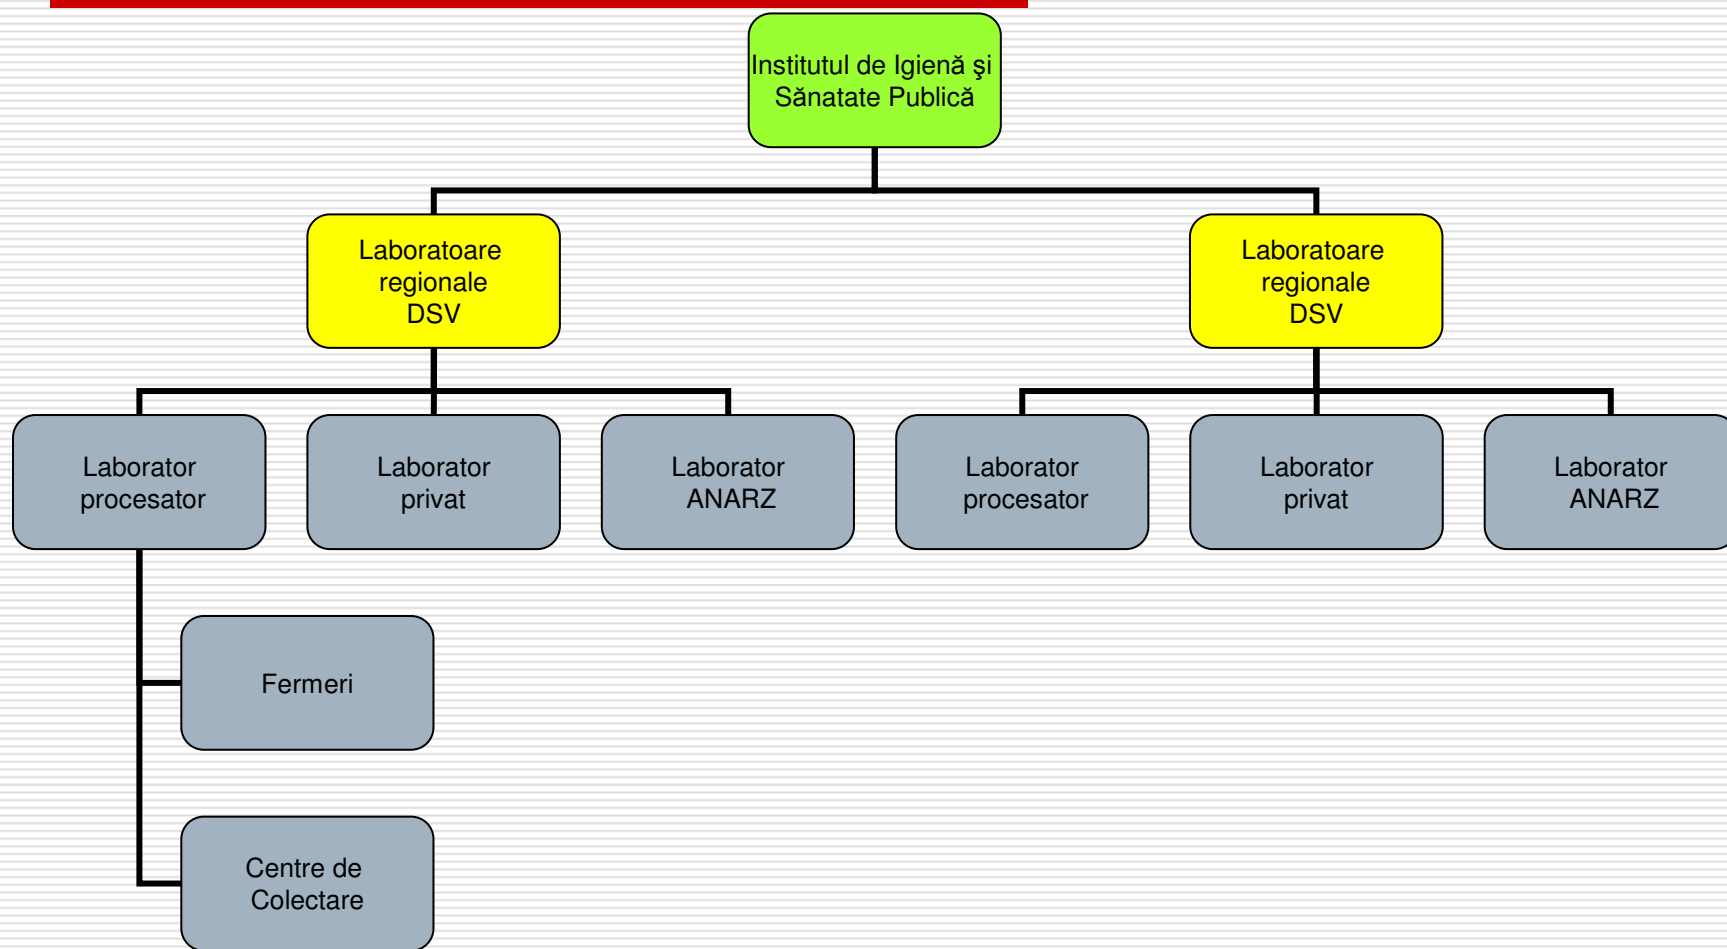 Institutul de Igienă şi
Sănatate Publică
Laboratoare
regionale
DSV
Laboratoare
regionale
DSV
Laborator
procesator
Laborator
privat
Laborator
ANARZ
Laborator
procesator
Laborator
privat
Laborator
ANARZ
Fermeri
Centre de
Colectare